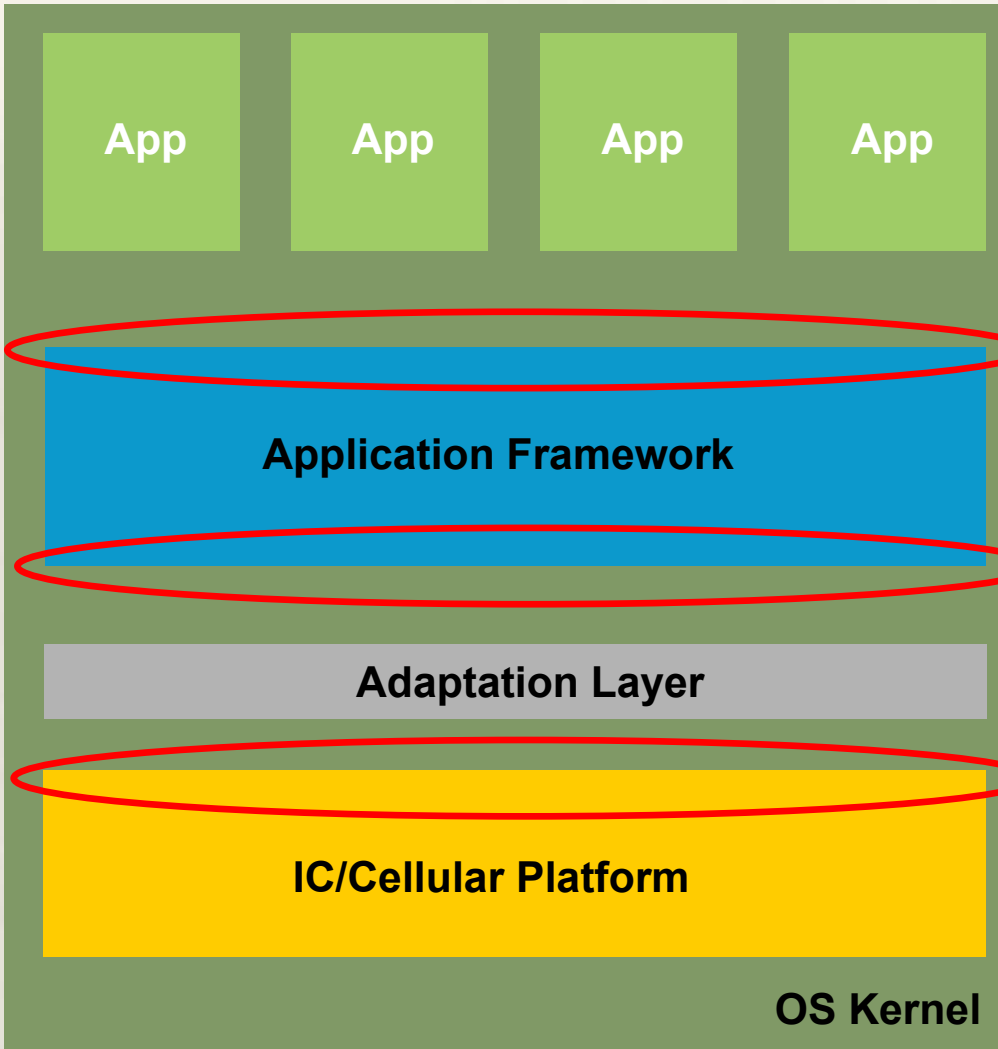 App App App App
Application Framework
Adaptation Layer
IC/Cellular Platform
OS Kernel